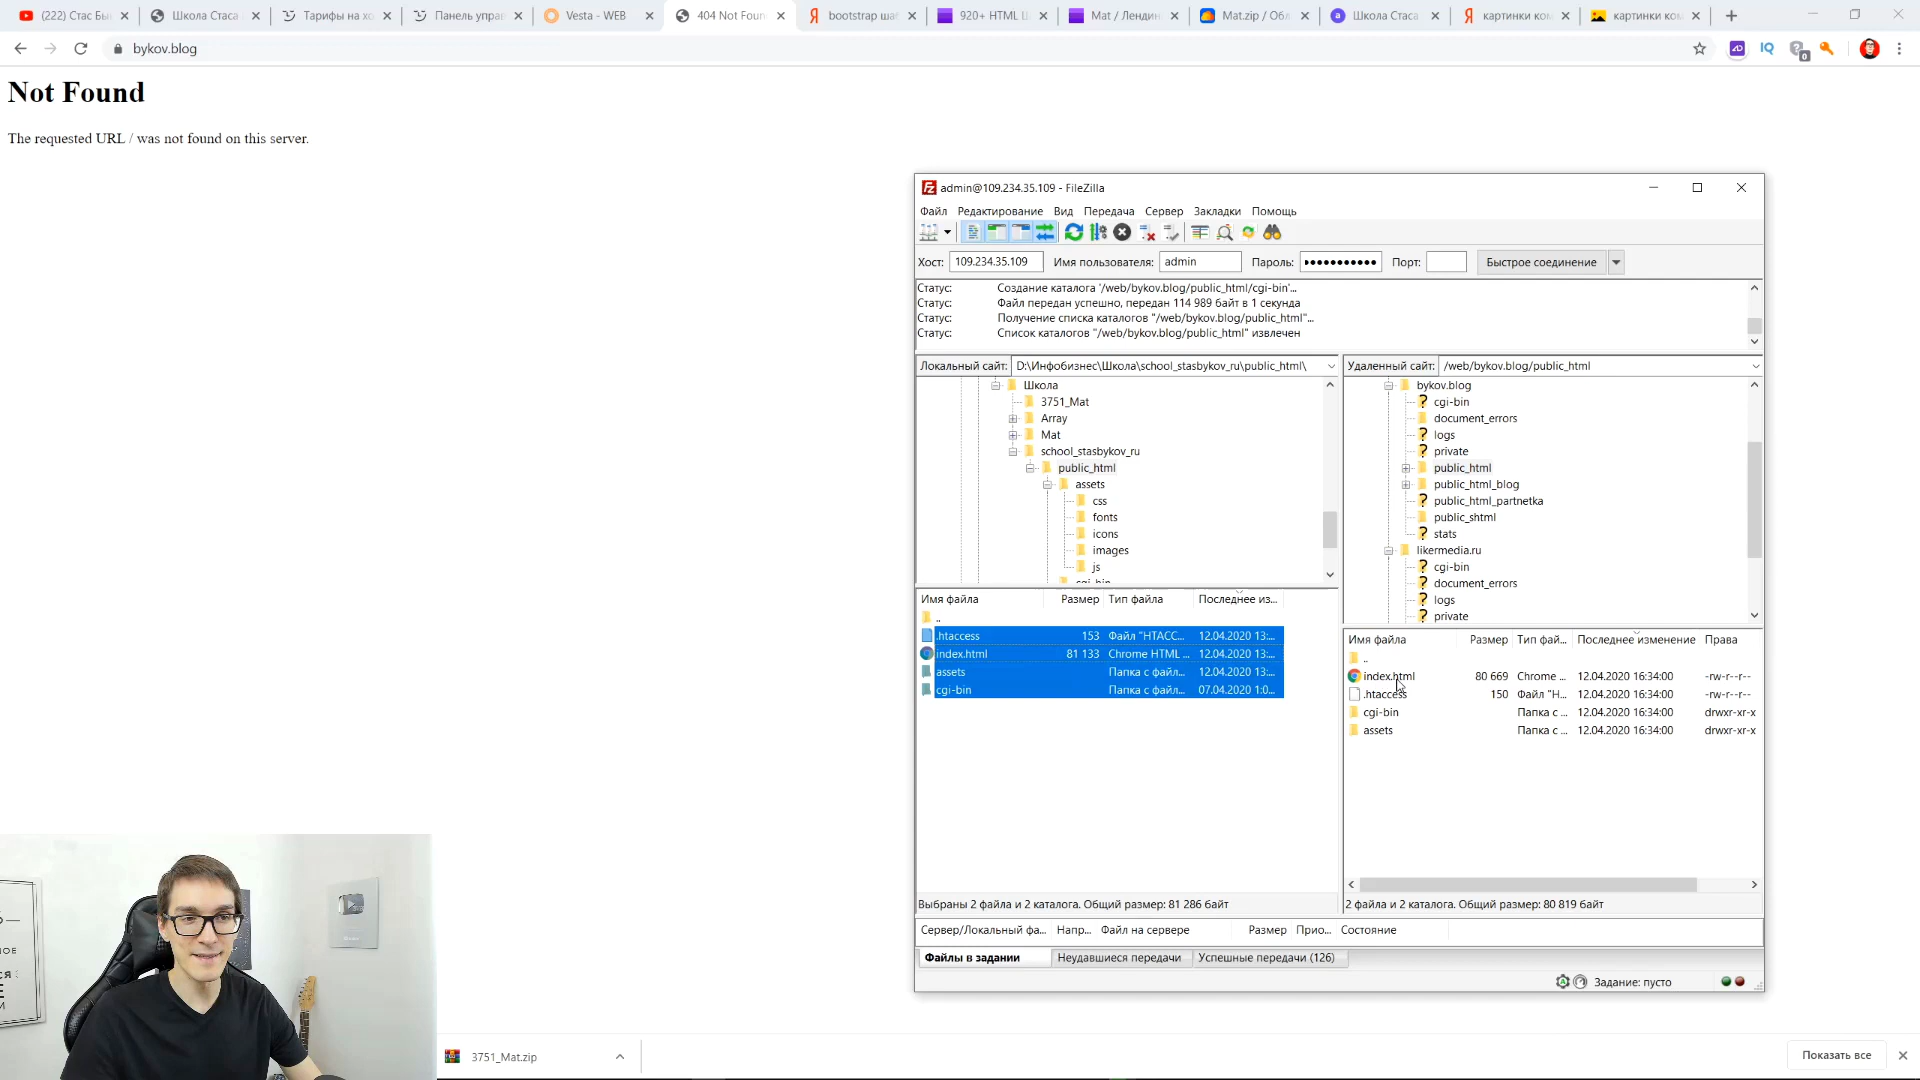 (222) Стас Бы
Школа Стаса
Тарифы на хо
Панель управ
Vesta - WEB
404 Not Foun
bootstrap шаб
920+ HTML Ш
Mat / Лендин
Mat.zip / Обл
Школа Стаса
картинки ком
картинки ком
bykov.blog
Not Found
The requested URL / was not found on this server.
admin@109.234.35.109 - FileZilla
Файл Редактирование Вид Передача Сервер Закладки Помощь
Хост: 109.234.35.109 Имя пользователя: admin Пароль: ●●●●●●●●●●● Порт: Быстрое соединение
Статус: Создание каталога '/web/bykov.blog/public_html/cgi-bin'...
Статус: Файл передан успешно, передан 114 989 байт в 1 секунда
Статус: Получение списка каталогов "/web/bykov.blog/public_html"...
Статус: Список каталогов "/web/bykov.blog/public_html" извлечен
Локальный сайт: D:\Инфобизнес\Школа\school_stasbykov_ru\public_html\
Школа
3751_Mat
Array
Mat
school_stasbykov_ru
public_html
assets
css
fonts
icons
images
js
cgi-bin
Удаленный сайт: /web/bykov.blog/public_html
bykov.blog
cgi-bin
document_errors
logs
private
public_html
public_html_blog
public_html_partnetka
public_shtml
stats
likermedia.ru
cgi-bin
document_errors
logs
private
Имя файла Размер Тип файла Последнее из...
..
.htaccess 153 Файл "HTACC... 12.04.2020 13:...
index.html 81 133 Chrome HTML ... 12.04.2020 13:...
assets Папка с файл... 12.04.2020 13:...
cgi-bin Папка с файл... 07.04.2020 1:0...
Выбраны 2 файла и 2 каталога. Общий размер: 81 286 байт
Имя файла Размер Тип фай... Последнее изменение Права
..
index.html 80 669 Chrome ... 12.04.2020 16:34:00 -rw-r--r--
.htaccess 150 Файл "H... 12.04.2020 16:34:00 -rw-r--r--
cgi-bin Папка с ... 12.04.2020 16:34:00 drwxr-xr-x
assets Папка с ... 12.04.2020 16:34:00 drwxr-xr-x
2 файла и 2 каталога. Общий размер: 80 819 байт
Сервер/Локальный фа... Напр... Файл на сервере Размер Прио... Состояние
Файлы в задании Неудавшиеся передачи Успешные передачи (126)
Задание: пусто
3751_Mat.zip
Показать все